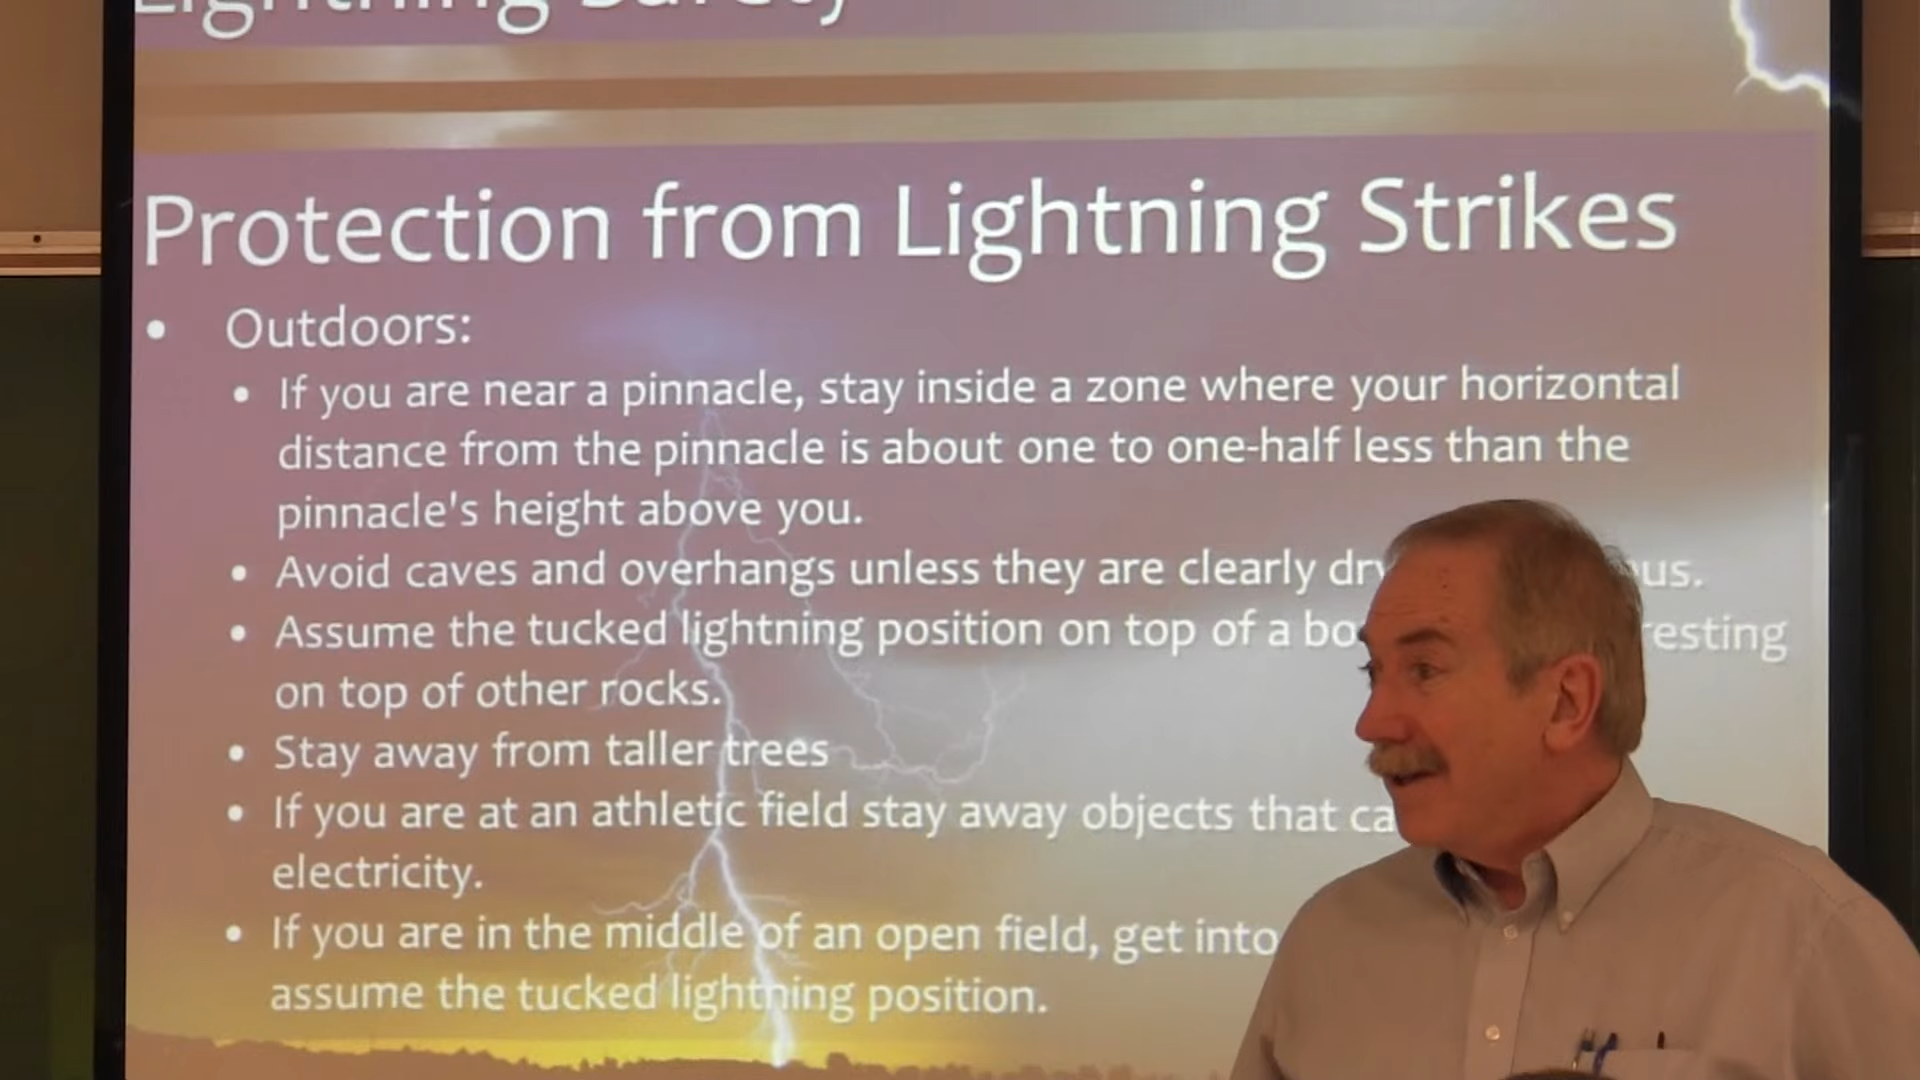 Lightning Safety
Protection from Lightning Strikes
• Outdoors:
• If you are near a pinnacle, stay inside a zone where your horizontal
distance from the pinnacle is about one to one-half less than the
pinnacle's height above you.
• Avoid caves and overhangs unless they are clearly dry
• Assume the tucked lightning position on top of a resting
on top of other rocks.
• Stay away from taller trees
• If you are at an athletic field stay away objects that
electricity.
• If you are in the middle of an open field, get into
assume the tucked lightning position.